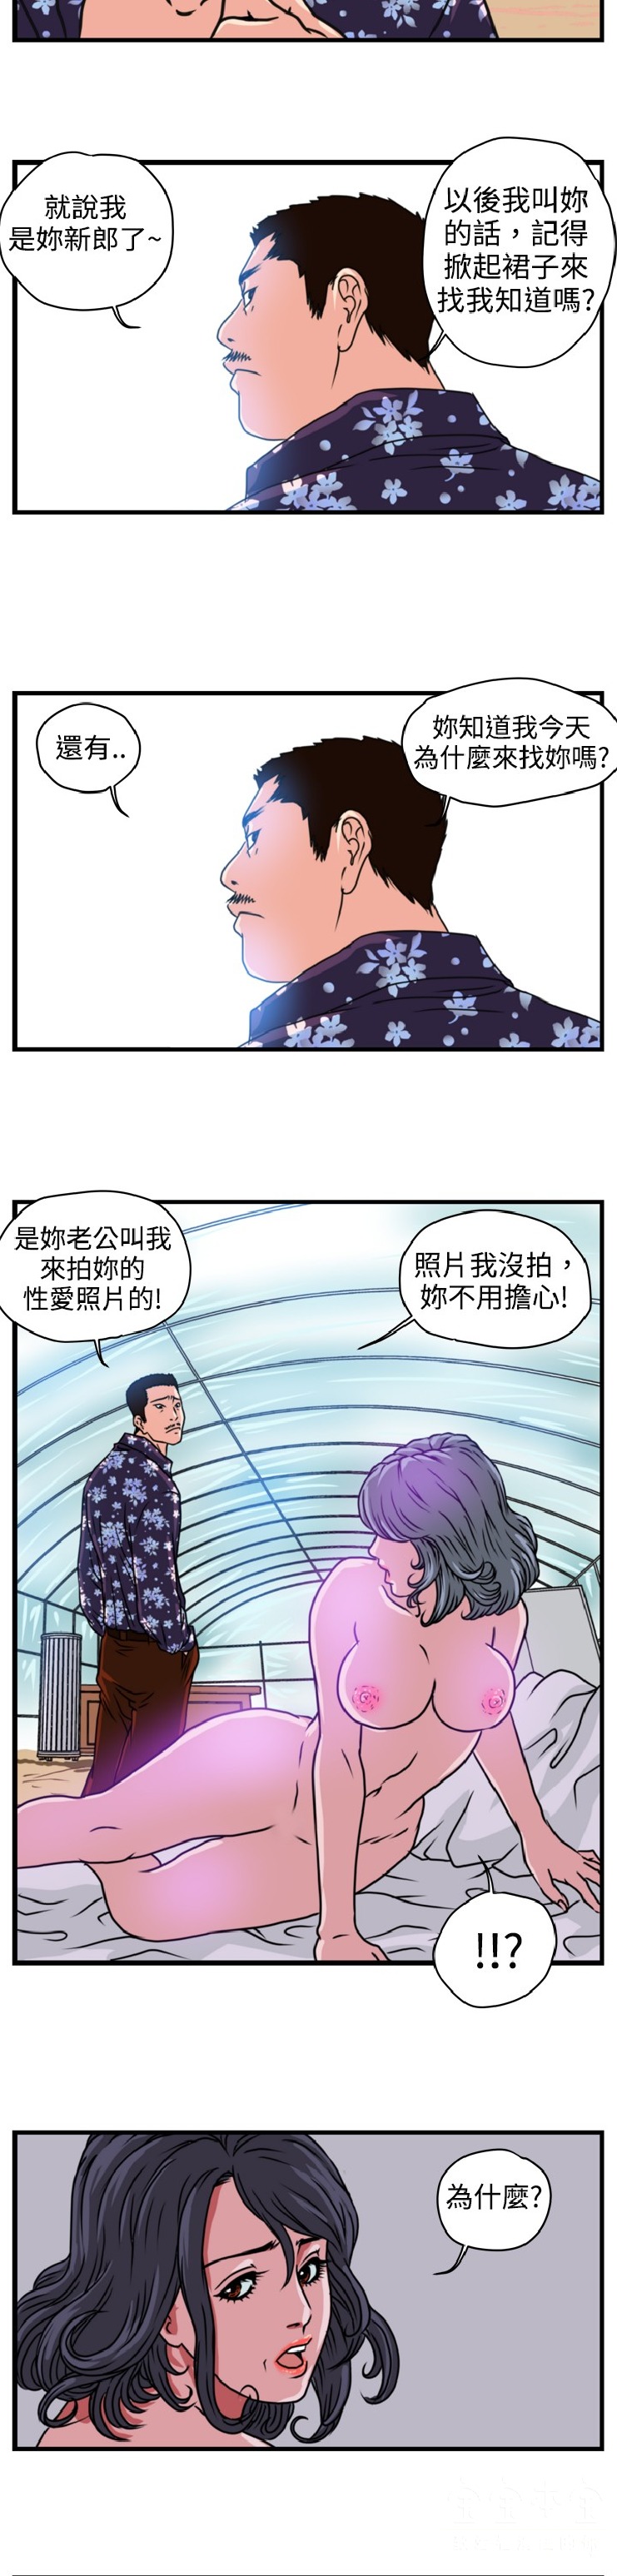 就說我
是妳新郎了~
以後我叫妳
的話，記得
掀起裙子來
找我知道嗎?
還有..
妳知道我今天
為什麼來找妳嗎?
是妳老公叫我
來拍妳的
性愛照片的!
照片我沒拍，
妳不用擔心!
!!?
為什麼?